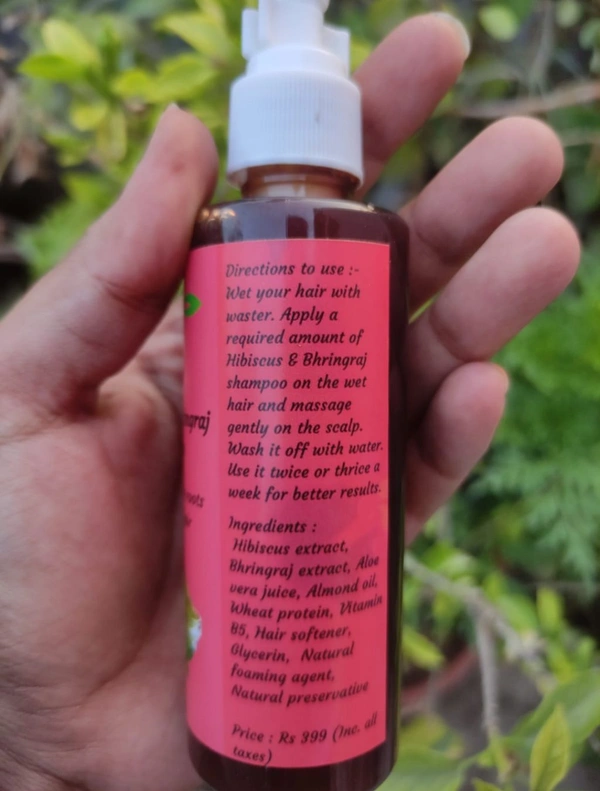 Directions to use :-
Wet your hair with
waster. Apply a
required amount of
Hibiscus & Bhringraj
shampoo on the wet
hair and massage
gently on the scalp.
Wash it off with water.
Use it twice or thrice a
week for better results.
Ingredients :
Hibiscus extract,
Bhringraj extract, Aloe
vera juice, Almond oil,
Wheat protein, Vitamin
B5, Hair softener,
Glycerin, Natural
foaming agent,
Natural preservative
Price : Rs 399 (Inc. all
taxes)